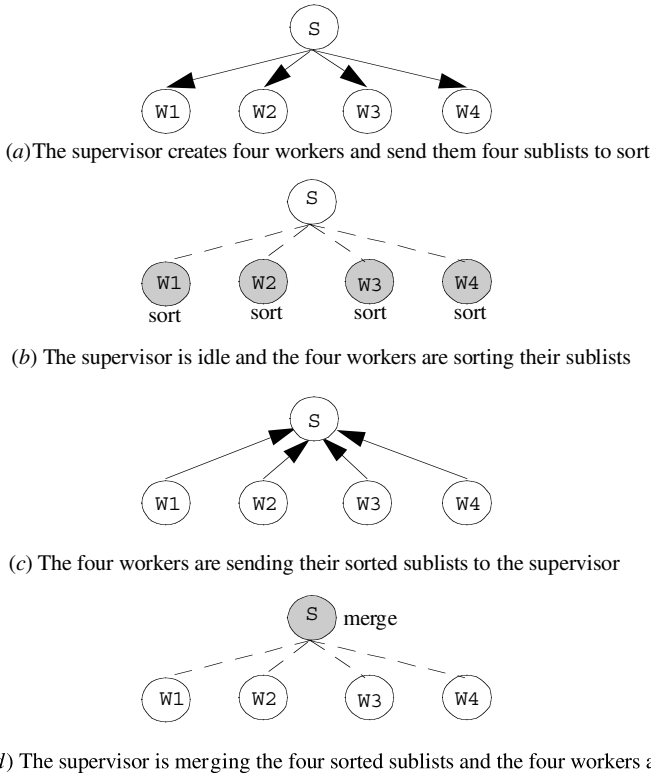 S
W1 W2 W3 W4
(a)The supervisor creates four workers and send them four sublists to sort
S
W1 W2 W3 W4
sort sort sort sort
(b) The supervisor is idle and the four workers are sorting their sublists
S
W1 W2 W3 W4
(c) The four workers are sending their sorted sublists to the supervisor
S merge
W1 W2 W3 W4
) The supervisor is merging the four sorted sublists and the four workers